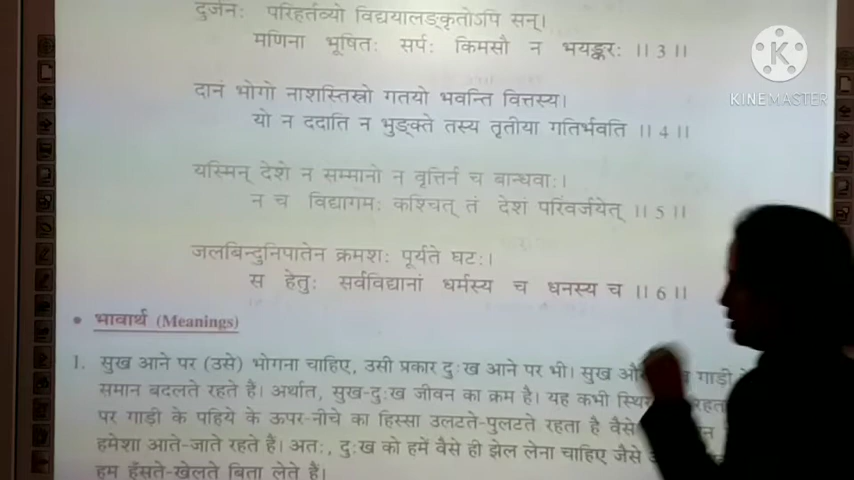 दुर्जनः परिहर्तव्यो विद्ययालङ्कृतोऽपि सन्।
मणिना भूषितः सर्पः किमसौ न भयङ्करः ।। 3 ।।
KINEMASTER
दानं भोगो नाशस्तिस्रो गतयो भवन्ति वित्तस्य।
यो न ददाति न भुङ्क्ते तस्य तृतीया गतिर्भवति ।। 4 ।।
यस्मिन् देशे न सम्मानो न वृत्तिर्न च बान्धवाः।
न च विद्यागमः कश्चित् तं देशं परिवर्जयेत् ।। 5 ।।
जलबिन्दुनिपातेन क्रमशः पूर्यते घटः।
स हेतुः सर्वविद्यानां धर्मस्य च धनस्य च ।। 6 ।।
• भावार्थ (Meanings)
1. सुख आने पर (उसे) भोगना चाहिए, उसी प्रकार दुःख आने पर भी। सुख गाड़ी
समान बदलते रहते हैं। अर्थात, सुख-दुःख जीवन का क्रम है। यह कभी
पर गाड़ी के पहिये के ऊपर-नीचे का हिस्सा उलटते-पुलटते रहता है वैसे
हमेशा आते-जाते रहते हैं। अतः, दुःख को हमें वैसे ही झेल लेना चाहिए जैसे
हम हँसते-खेलते बिता लेते हैं।